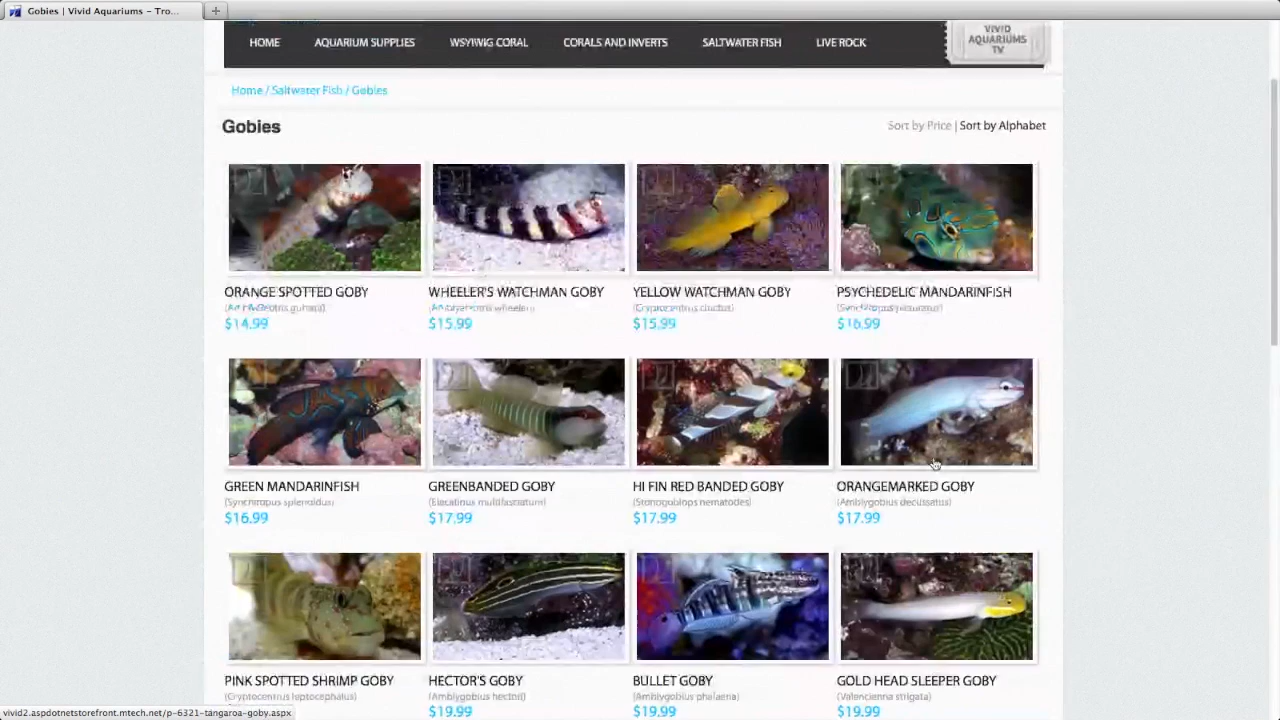 Gobies | Vivid Aquariums – Tro...
HOME AQUARIUM SUPPLIES WSYIWIG CORAL CORALS AND INVERTS SALTWATER FISH LIVE ROCK
VIVID
AQUARIUMS
TV
Home / Saltwater Fish / Gobies
Gobies
Sort by Price | Sort by Alphabet
ORANGE SPOTTED GOBY WHEELER'S WATCHMAN GOBY YELLOW WATCHMAN GOBY PSYCHEDELIC MANDARINFISH
$14.99 $15.99 $15.99 $16.99
GREEN MANDARINFISH GREENBANDED GOBY HI FIN RED BANDED GOBY ORANGEMARKED GOBY
(Synchiropus splendidus) (Elacatinus multifasciatum) (Stonogobiops nematodes) (Amblygobius decussatus)
$16.99 $17.99 $17.99 $17.99
PINK SPOTTED SHRIMP GOBY HECTOR'S GOBY BULLET GOBY GOLD HEAD SLEEPER GOBY
(Cryptocentrus leptocephalus) (Amblygobius hectori) (Amblygobius phalaena) (Valenciennea strigata)
$19.99 $19.99 $19.99
vivid2.aspdotnetstorefront.mtech.net/p-6321-tangaroa-goby.aspx